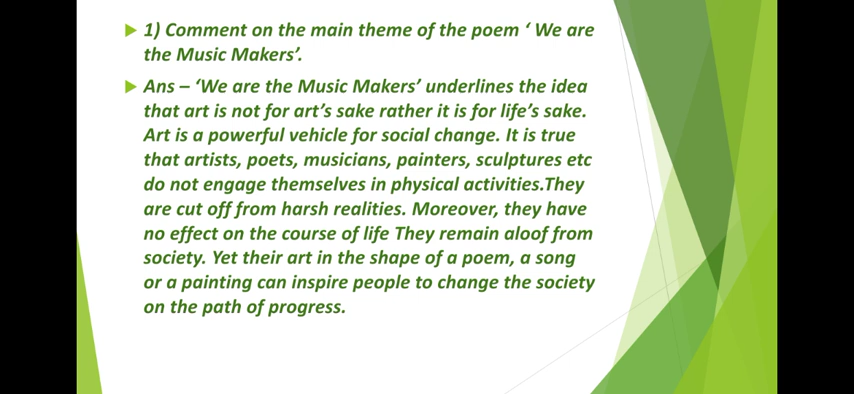 1) Comment on the main theme of the poem ‘ We are
the Music Makers’.
Ans – ‘We are the Music Makers’ underlines the idea
that art is not for art’s sake rather it is for life’s sake.
Art is a powerful vehicle for social change. It is true
that artists, poets, musicians, painters, sculptures etc
do not engage themselves in physical activities.They
are cut off from harsh realities. Moreover, they have
no effect on the course of life They remain aloof from
society. Yet their art in the shape of a poem, a song
or a painting can inspire people to change the society
on the path of progress.